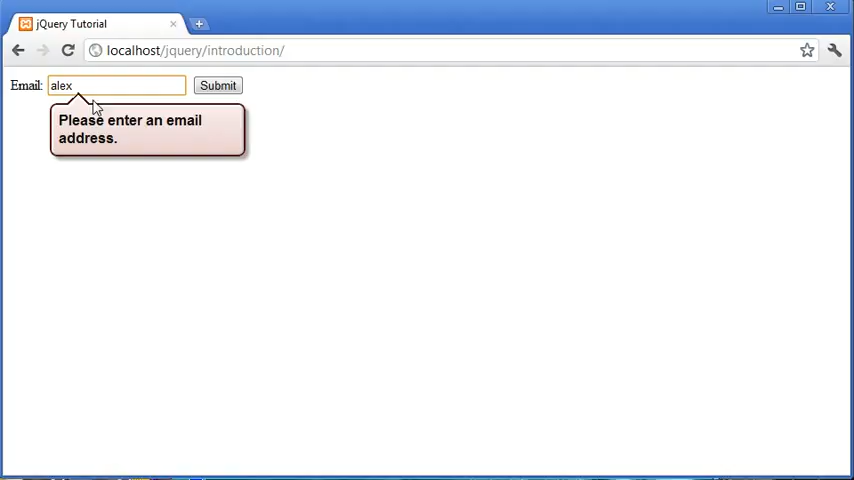 jQuery Tutorial
localhost/jquery/introduction/
Email: alex Submit
Please enter an email
address.